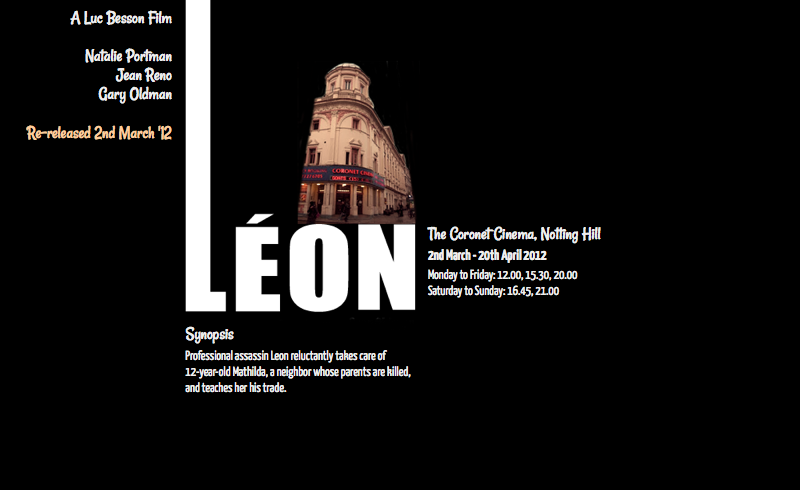 A Luc Besson Film
Natalie Portman
Jean Reno
Gary Oldman
Re-released 2nd March '12
CORONET CINEMA
LÉON
The Coronet Cinema, Notting Hill
2nd March - 20th April 2012
Monday to Friday: 12.00, 15.30, 20.00
Saturday to Sunday: 16.45, 21.00
Synopsis
Professional assassin Leon reluctantly takes care of
12-year-old Mathilda, a neighbor whose parents are killed,
and teaches her his trade.